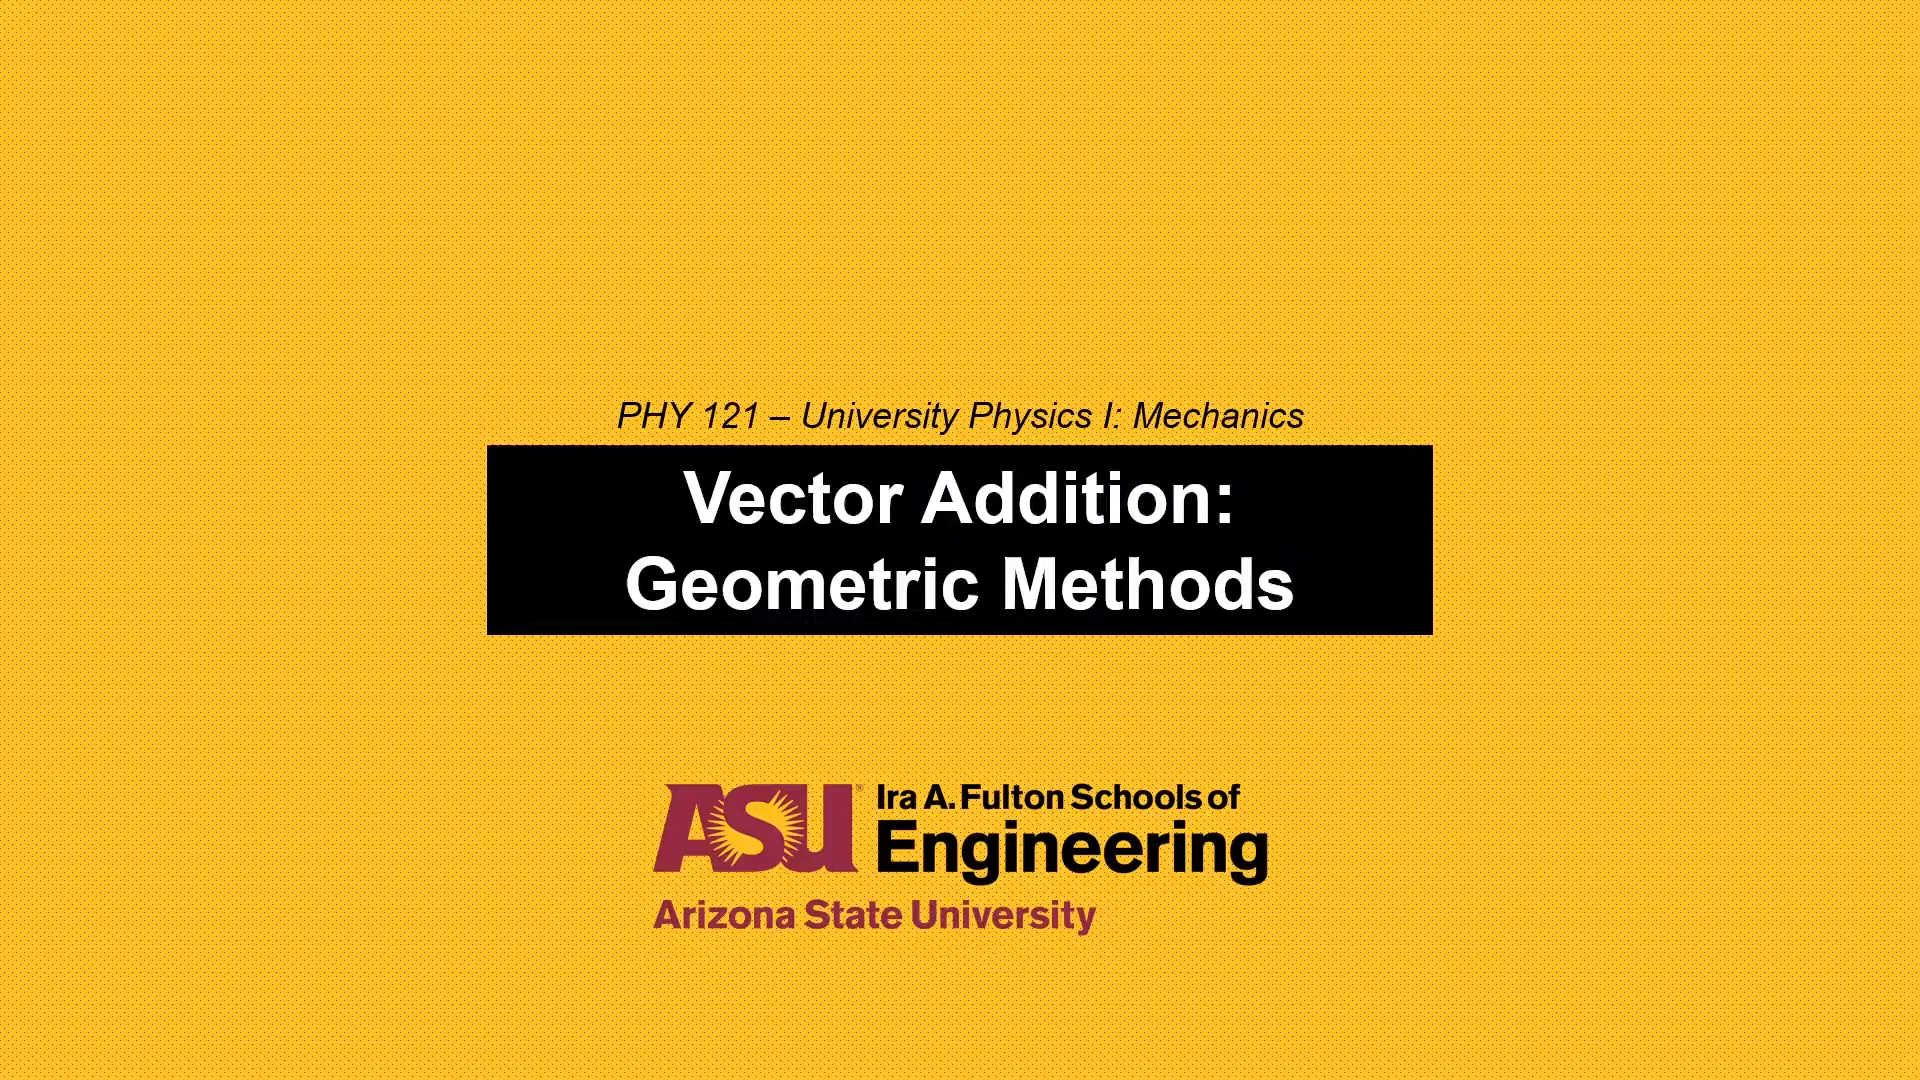 PHY 121 – University Physics I: Mechanics
Vector Addition:
Geometric Methods
ASU® Ira A. Fulton Schools of
Engineering
Arizona State University